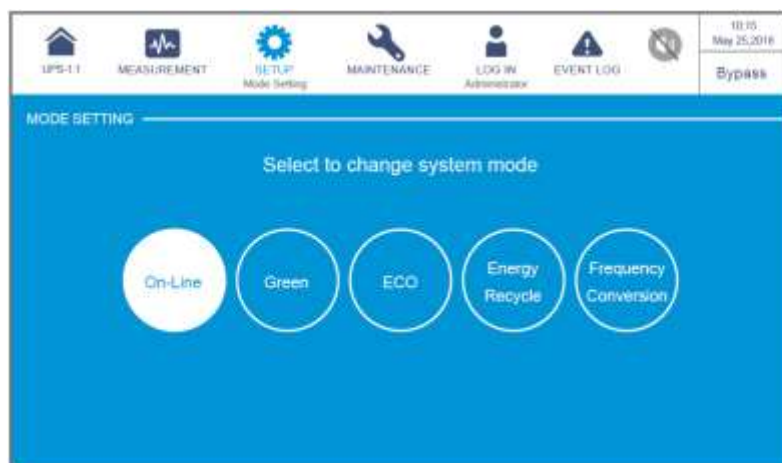 10:15
May 25,2018
UPS-1 1
MEASUREMENT
SETUP
Mode Setting
MAINTENANCE
LOG IN
Administrator
EVENT LOG
Bypass
MODE SETTING
Select to change system mode
On-Line
Green
ECO
Energy
Recycle
Frequency
Conversion